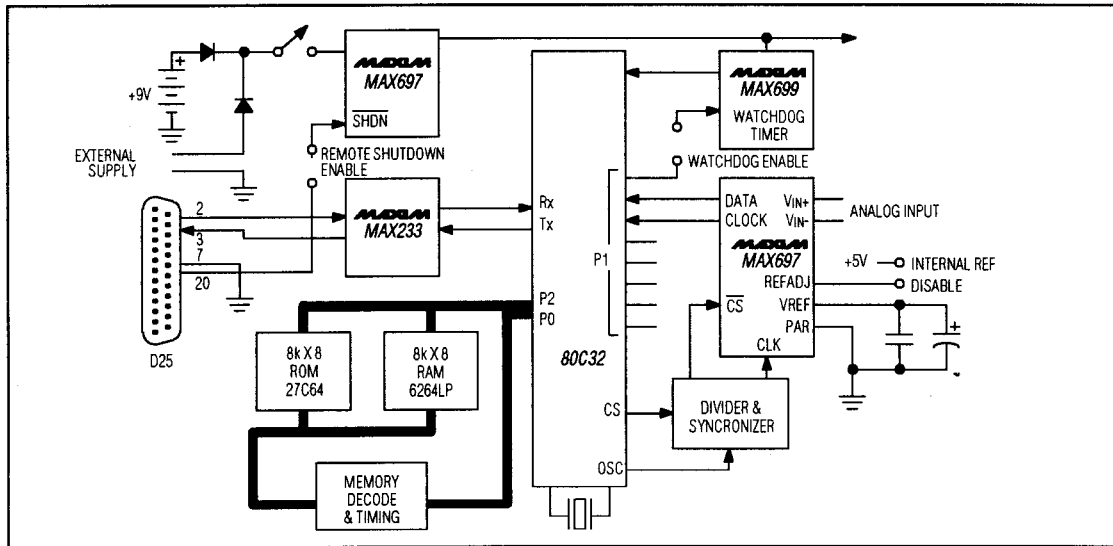 +
+9V
EXTERNAL
SUPPLY
MAXIM
MAX697
SHDN
REMOTE SHUTDOWN
ENABLE
MAXIM
MAX233
2
3
7
20
D25
8k X 8
ROM
27C64
8k X 8
RAM
6264LP
MEMORY
DECODE
& TIMING
Rx
Tx
P2
P0
P1
80C32
CS
OSC
MAXIM
MAX699
WATCHDOG
TIMER
WATCHDOG ENABLE
DATA
CLOCK
VIN+
VIN-
ANALOG INPUT
MAXIM
MAX697
+5V
INTERNAL REF
REFADJ
DISABLE
CS
VREF
PAR
CLK
+
-
DIVIDER &
SYNCRONIZER